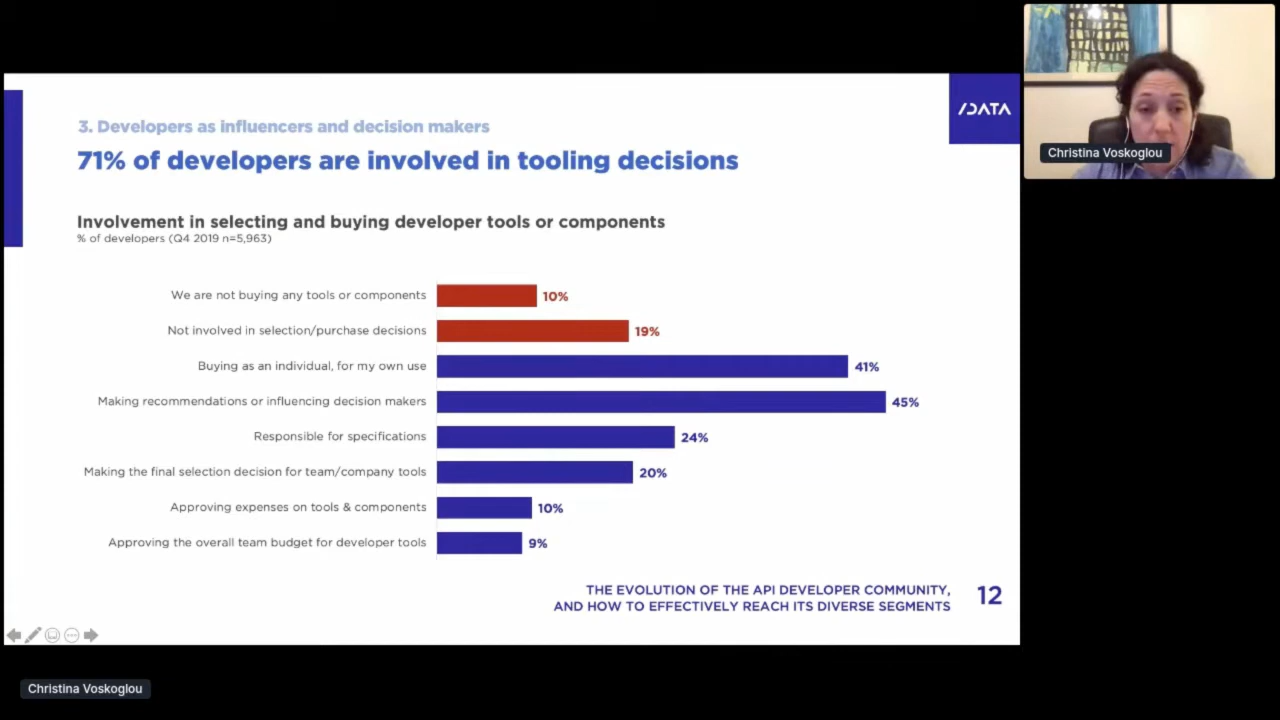 3. Developers as influencers and decision makers
71% of developers are involved in tooling decisions
/DATA
Christina Voskoglou
Involvement in selecting and buying developer tools or components
% of developers (Q4 2019 n=5,963)
We are not buying any tools or components 10%
Not involved in selection/purchase decisions 19%
Buying as an individual, for my own use 41%
Making recommendations or influencing decision makers 45%
Responsible for specifications 24%
Making the final selection decision for team/company tools 20%
Approving expenses on tools & components 10%
Approving the overall team budget for developer tools 9%
THE EVOLUTION OF THE API DEVELOPER COMMUNITY,
AND HOW TO EFFECTIVELY REACH ITS DIVERSE SEGMENTS
12
Christina Voskoglou